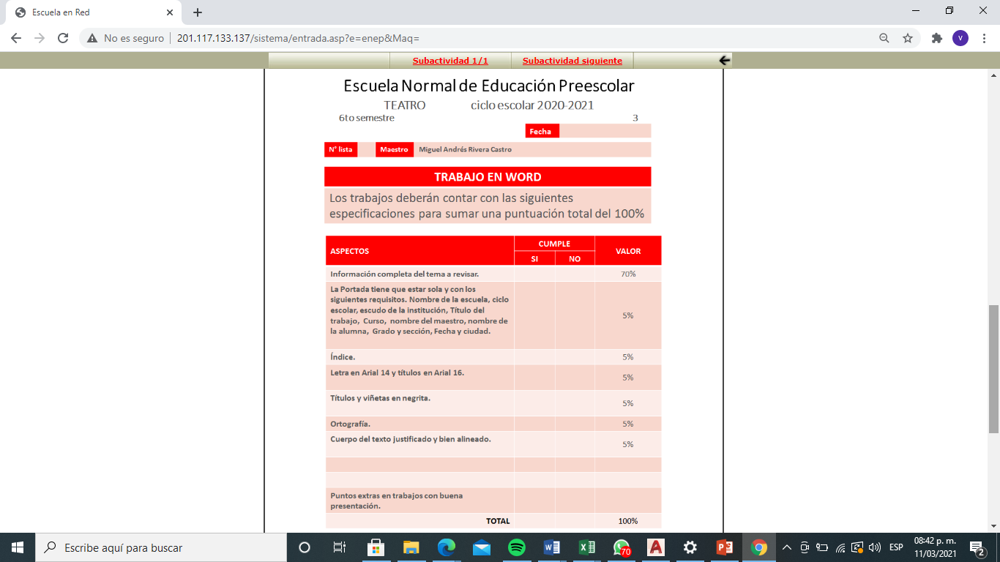 Escuela en Red
No es seguro
201.117.133.137/sistema/entrada.asp?e=enep&Maq=
V
Subactividad 1/1
Subactividad siguiente
Escuela Normal de Educación Preescolar
TEATRO ciclo escolar 2020-2021
6to semestre 3
Fecha
N° lista
Maestro
Miguel Andrés Rivera Castro
TRABAJO EN WORD
Los trabajos deberán contar con las siguientes
especificaciones para sumar una puntuación total del 100%
ASPECTOS
CUMPLE
SI
NO
VALOR
Información completa del tema a revisar.
70%
La Portada tiene que estar sola y con los
siguientes requisitos. Nombre de la escuela, ciclo
escolar, escudo de la institución, Título del
trabajo, Curso, nombre del maestro, nombre de
la alumna, Grado y sección, Fecha y ciudad.
5%
Índice.
5%
Letra en Arial 14 y títulos en Arial 16.
5%
Títulos y viñetas en negrita.
5%
Ortografía.
5%
Cuerpo del texto justificado y bien alineado.
5%
Puntos extras en trabajos con buena
presentación.
TOTAL
100%
Escribe aquí para buscar
70
ESP
08:42 p. m.
11/03/2021
2